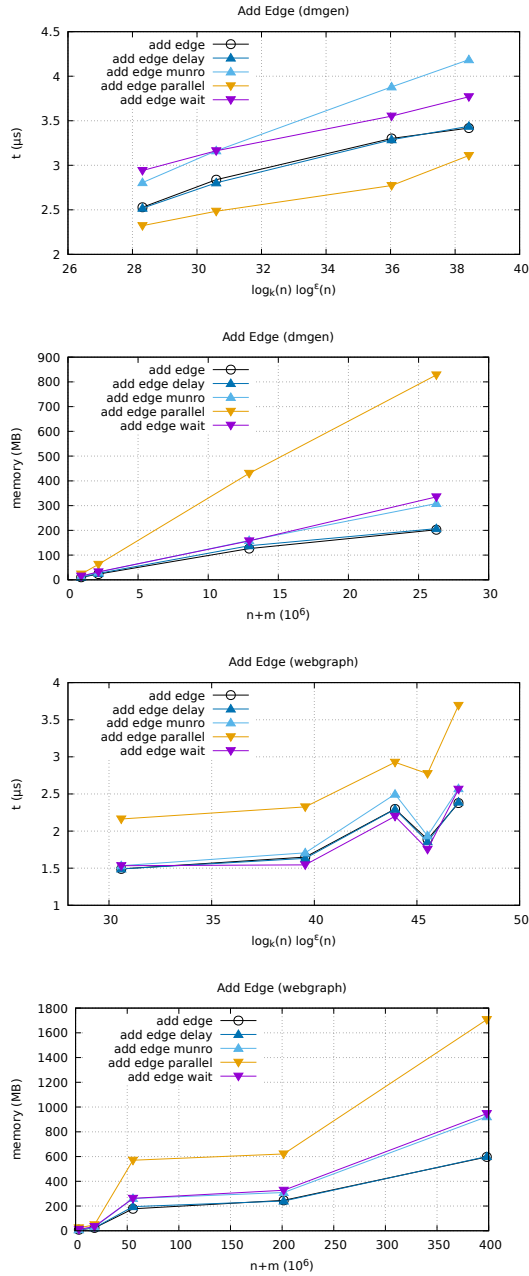 Add Edge (dmgen)
4.5
4
3.5
3
2.5
2
t (μs)
add edge
add edge delay
add edge munro
add edge parallel
add edge wait
26 28 30 32 34 36 38 40
logₖ(n) logᵋ(n)
Add Edge (dmgen)
900
800
700
600
500
400
300
200
100
0
memory (MB)
add edge
add edge delay
add edge munro
add edge parallel
add edge wait
0 5 10 15 20 25 30
n+m (10⁶)
Add Edge (webgraph)
4
3.5
3
2.5
2
1.5
1
t (μs)
add edge
add edge delay
add edge munro
add edge parallel
add edge wait
30 35 40 45 50
logₖ(n) logᵋ(n)
Add Edge (webgraph)
1800
1600
1400
1200
1000
800
600
400
200
0
memory (MB)
add edge
add edge delay
add edge munro
add edge parallel
add edge wait
0 50 100 150 200 250 300 350 400
n+m (10⁶)